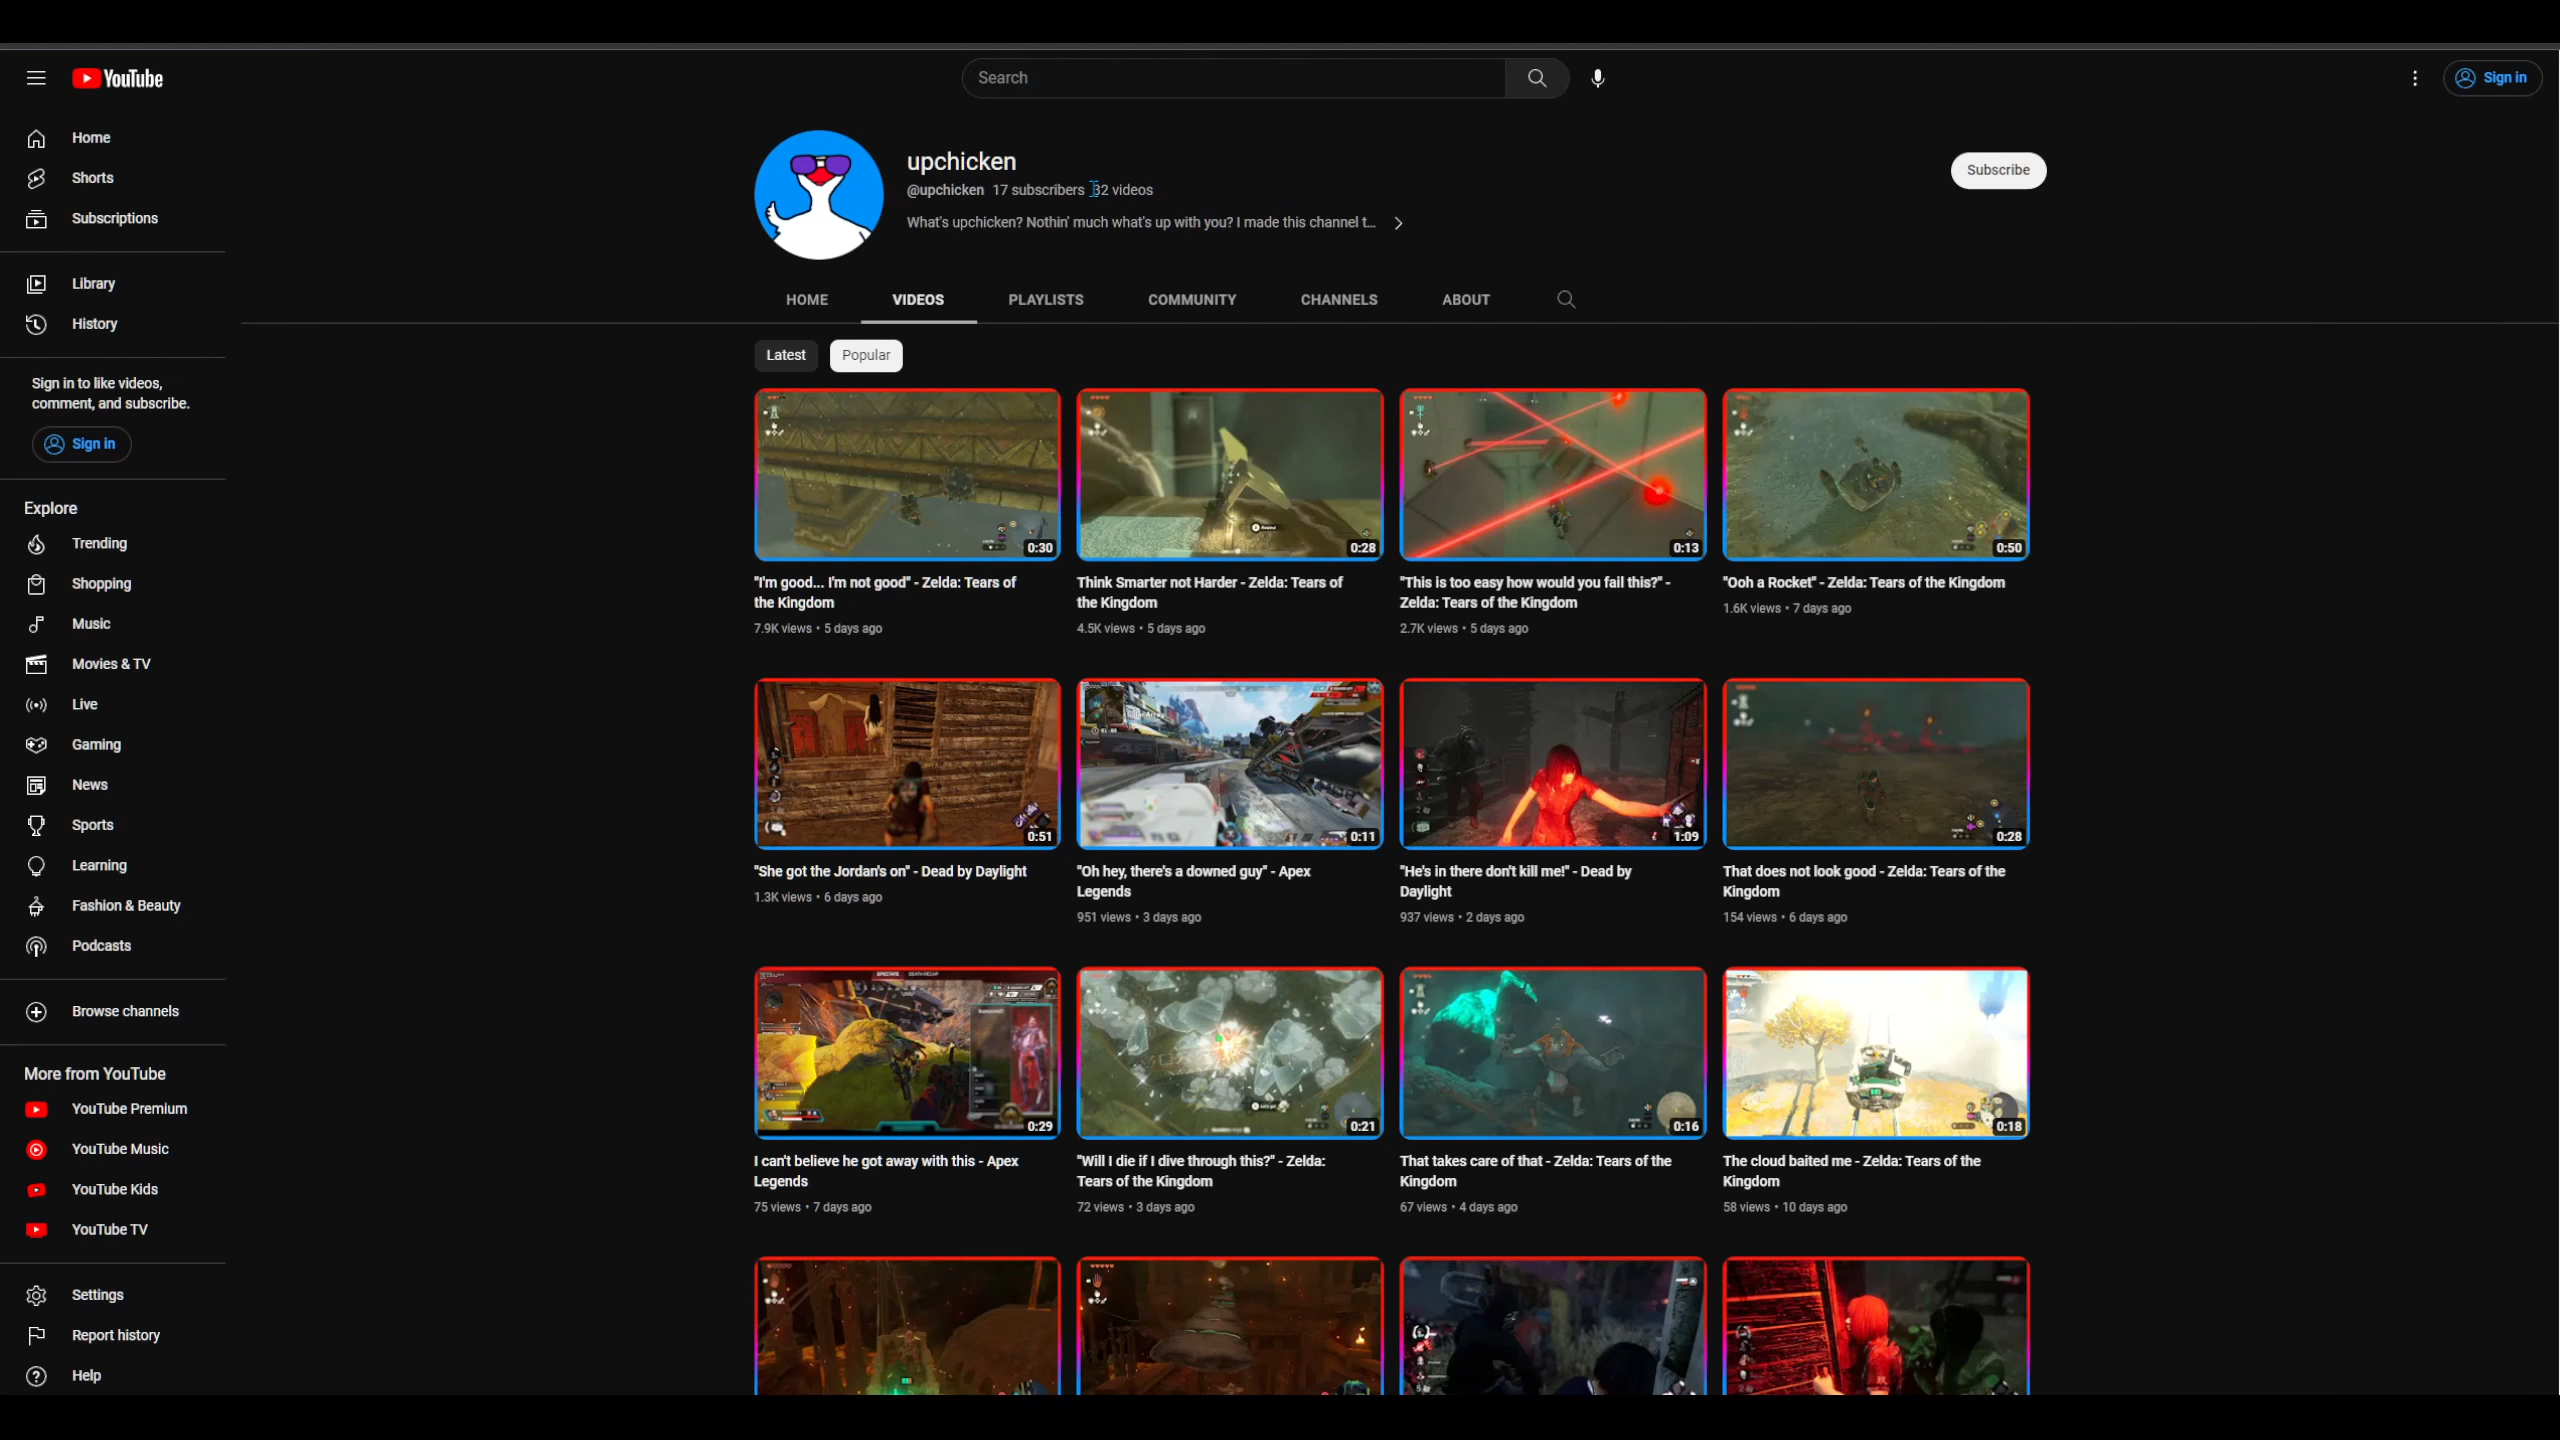 YouTube
Search
Sign in
Home
Shorts
Subscriptions
Library
History
Sign in to like videos,
comment, and subscribe.
Sign in
Explore
Trending
Shopping
Music
Movies & TV
Live
Gaming
News
Sports
Learning
Fashion & Beauty
Podcasts
Browse channels
More from YouTube
YouTube Premium
YouTube Music
YouTube Kids
YouTube TV
Settings
Report history
Help
upchicken
@upchicken 17 subscribers 32 videos
What's upchicken? Nothin' much what's up with you? I made this channel t...
Subscribe
HOME VIDEOS PLAYLISTS COMMUNITY CHANNELS ABOUT
Latest Popular
0:30
"I'm good... I'm not good" - Zelda: Tears of
the Kingdom
7.9K views • 5 days ago
0:28
Think Smarter not Harder - Zelda: Tears of
the Kingdom
4.5K views • 5 days ago
0:13
"This is too easy how would you fail this?" -
Zelda: Tears of the Kingdom
2.7K views • 5 days ago
0:50
"Ooh a Rocket" - Zelda: Tears of the Kingdom
1.6K views • 7 days ago
0:51
"She got the Jordan's on" - Dead by Daylight
1.3K views • 6 days ago
0:11
"Oh hey, there's a downed guy" - Apex
Legends
951 views • 3 days ago
1:09
"He's in there don't kill me!" - Dead by
Daylight
937 views • 2 days ago
0:28
That does not look good - Zelda: Tears of the
Kingdom
154 views • 6 days ago
SPECTATE DEATH RECAP
0:29
I can't believe he got away with this - Apex
Legends
75 views • 7 days ago
0:21
"Will I die if I dive through this?" - Zelda:
Tears of the Kingdom
72 views • 3 days ago
0:16
That takes care of that - Zelda: Tears of the
Kingdom
67 views • 4 days ago
0:18
The cloud baited me - Zelda: Tears of the
Kingdom
58 views • 10 days ago